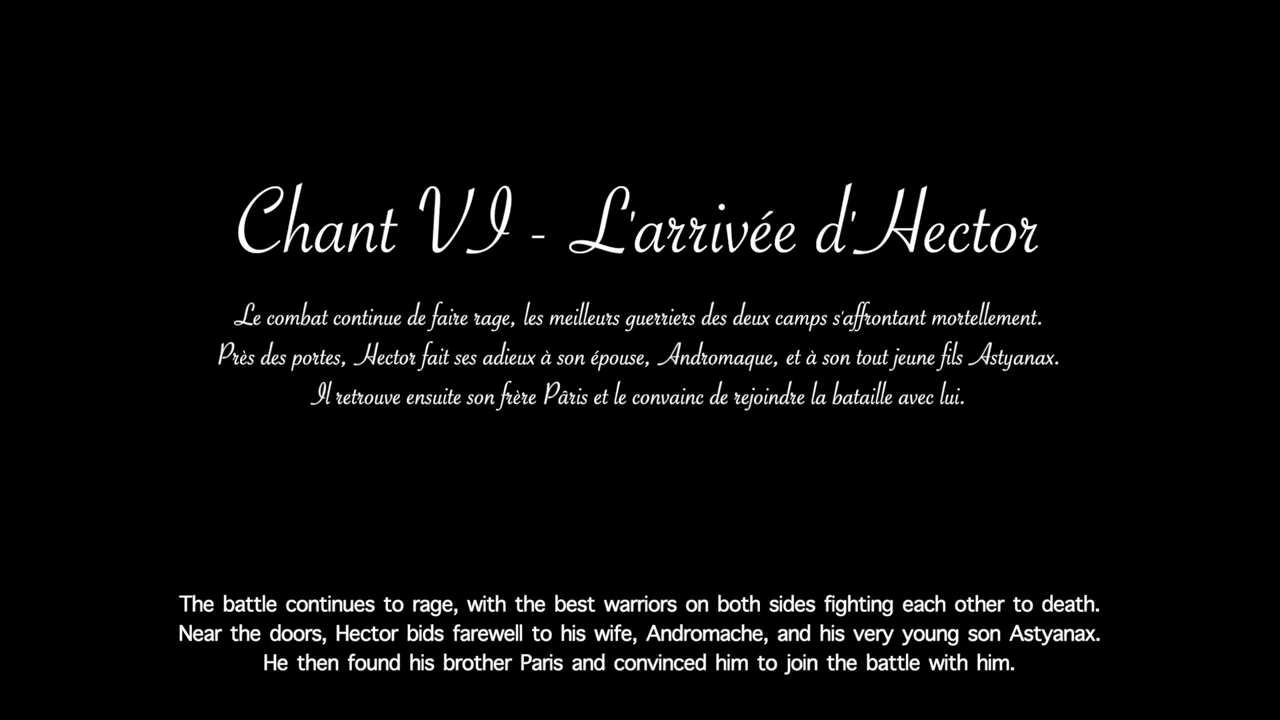 Chant VI - L'arrivée d'Hector
Le combat continue de faire rage, les meilleurs guerriers des deux camps s'affrontant mortellement.
Près des portes, Hector fait ses adieux à son épouse, Andromaque, et à son tout jeune fils Astyanax.
Il retrouve ensuite son frère Pâris et le convainc de rejoindre la bataille avec lui.
The battle continues to rage, with the best warriors on both sides fighting each other to death.
Near the doors, Hector bids farewell to his wife, Andromache, and his very young son Astyanax.
He then found his brother Paris and convinced him to join the battle with him.